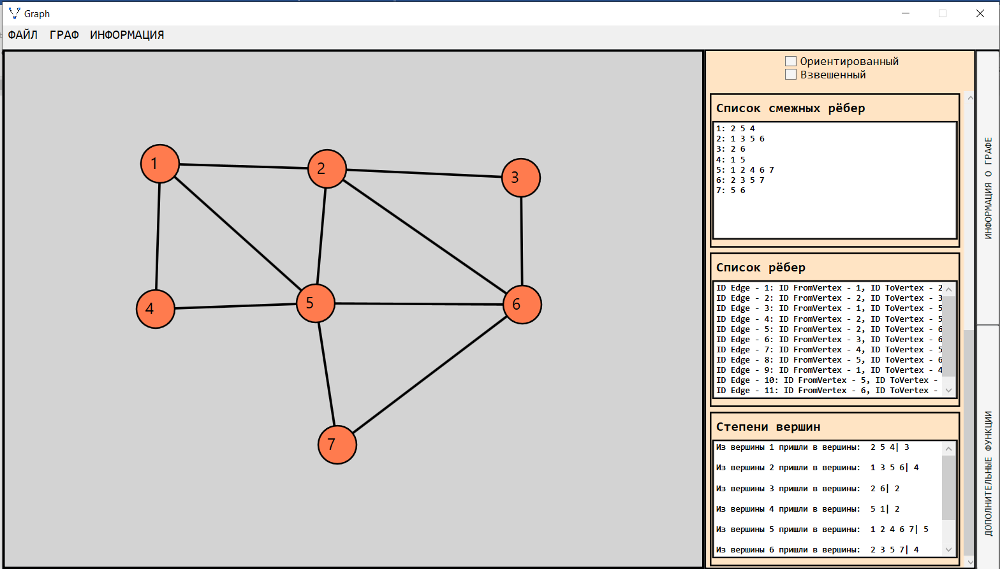 Graph
ФАЙЛ ГРАФ ИНФОРМАЦИЯ
1
2
3
4
5
6
7
Ориентированный
Взвешенный
Список смежных рёбер
1: 2 5 4
2: 1 3 5 6
3: 2 6
4: 1 5
5: 1 2 4 6 7
6: 2 3 5 7
7: 5 6
Список рёбер
ID Edge - 1: ID FromVertex - 1, ID ToVertex - 2
ID Edge - 2: ID FromVertex - 2, ID ToVertex - 3
ID Edge - 3: ID FromVertex - 1, ID ToVertex - 5
ID Edge - 4: ID FromVertex - 2, ID ToVertex - 5
ID Edge - 5: ID FromVertex - 2, ID ToVertex - 6
ID Edge - 6: ID FromVertex - 3, ID ToVertex - 6
ID Edge - 7: ID FromVertex - 4, ID ToVertex - 5
ID Edge - 8: ID FromVertex - 5, ID ToVertex - 6
ID Edge - 9: ID FromVertex - 1, ID ToVertex - 4
ID Edge - 10: ID FromVertex - 5, ID ToVertex -
ID Edge - 11: ID FromVertex - 6, ID ToVertex -
Степени вершин
Из вершины 1 пришли в вершины: 2 5 4| 3
Из вершины 2 пришли в вершины: 1 3 5 6| 4
Из вершины 3 пришли в вершины: 2 6| 2
Из вершины 4 пришли в вершины: 5 1| 2
Из вершины 5 пришли в вершины: 1 2 4 6 7| 5
Из вершины 6 пришли в вершины: 2 3 5 7| 4
ИНФОРМАЦИЯ О ГРАФЕ
ДОПОЛНИТЕЛЬНЫЕ ФУНКЦИИ